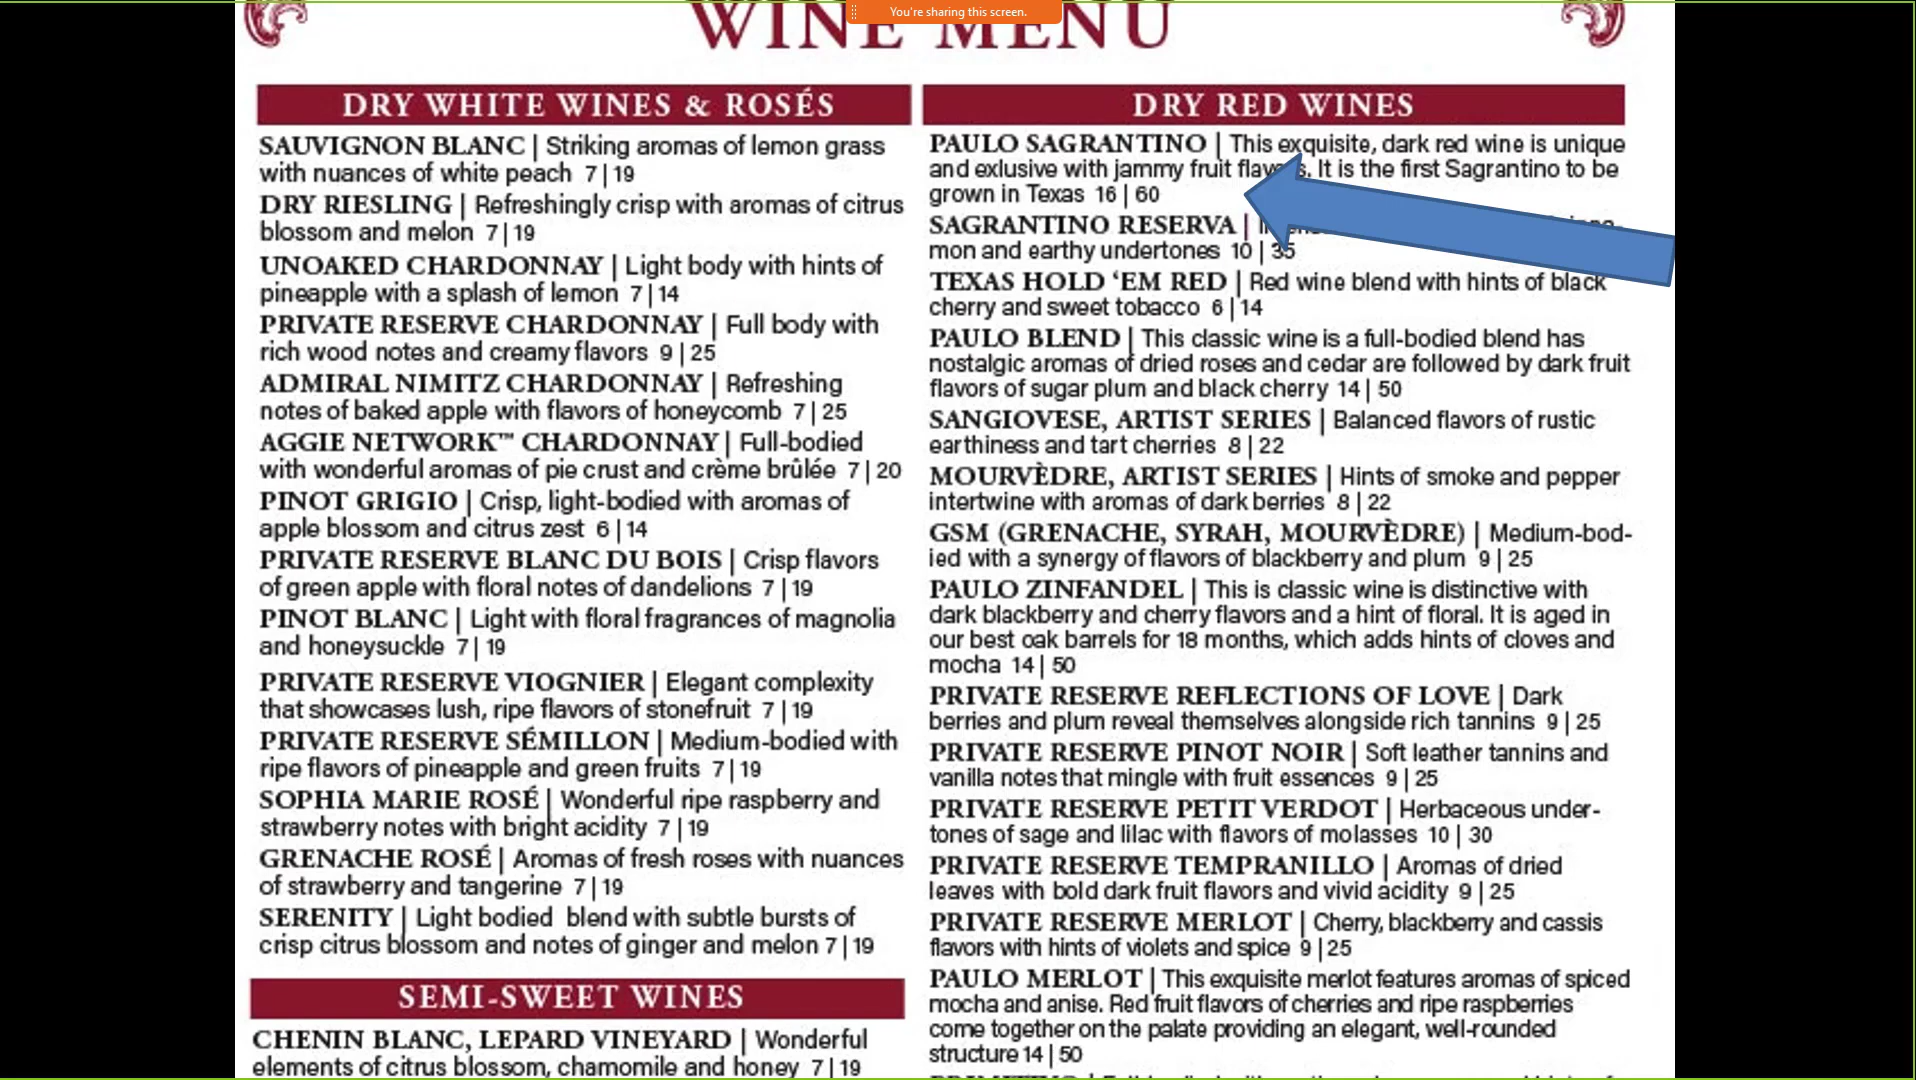 You're sharing this screen.
WINE MENU
DRY WHITE WINES & ROSÉS
SAUVIGNON BLANC | Striking aromas of lemon grass
with nuances of white peach 7 | 19
DRY RIESLING | Refreshingly crisp with aromas of citrus
blossom and melon 7 | 19
UNOAKED CHARDONNAY | Light body with hints of
pineapple with a splash of lemon 7 | 14
PRIVATE RESERVE CHARDONNAY | Full body with
rich wood notes and creamy flavors 9 | 25
ADMIRAL NIMITZ CHARDONNAY | Refreshing
notes of baked apple with flavors of honeycomb 7 | 25
AGGIE NETWORK™ CHARDONNAY | Full-bodied
with wonderful aromas of pie crust and crème brûlée 7 | 20
PINOT GRIGIO | Crisp, light-bodied with aromas of
apple blossom and citrus zest 6 | 14
PRIVATE RESERVE BLANC DU BOIS | Crisp flavors
of green apple with floral notes of dandelions 7 | 19
PINOT BLANC | Light with floral fragrances of magnolia
and honeysuckle 7 | 19
PRIVATE RESERVE VIOGNIER | Elegant complexity
that showcases lush, ripe flavors of stonefruit 7 | 19
PRIVATE RESERVE SÉMILLON | Medium-bodied with
ripe flavors of pineapple and green fruits 7 | 19
SOPHIA MARIE ROSÉ | Wonderful ripe raspberry and
strawberry notes with bright acidity 7 | 19
GRENACHE ROSÉ | Aromas of fresh roses with nuances
of strawberry and tangerine 7 | 19
SERENITY | Light bodied blend with subtle bursts of
crisp citrus blossom and notes of ginger and melon 7 | 19
SEMI-SWEET WINES
CHENIN BLANC, LEPARD VINEYARD | Wonderful
elements of citrus blossom, chamomile and honey 7 | 19
DRY RED WINES
PAULO SAGRANTINO | This exquisite, dark red wine is unique
and exlusive with jammy fruit flavors. It is the first Sagrantino to be
grown in Texas 16 | 60
SAGRANTINO RESERVA |
mon and earthy undertones 10 | 35
TEXAS HOLD ‘EM RED | Red wine blend with hints of black
cherry and sweet tobacco 6 | 14
PAULO BLEND | This classic wine is a full-bodied blend has
nostalgic aromas of dried roses and cedar are followed by dark fruit
flavors of sugar plum and black cherry 14 | 50
SANGIOVESE, ARTIST SERIES | Balanced flavors of rustic
earthiness and tart cherries 8 | 22
MOURVÈDRE, ARTIST SERIES | Hints of smoke and pepper
intertwine with aromas of dark berries 8 | 22
GSM (GRENACHE, SYRAH, MOURVÈDRE) | Medium-bod-
ied with a synergy of flavors of blackberry and plum 9 | 25
PAULO ZINFANDEL | This is classic wine is distinctive with
dark blackberry and cherry flavors and a hint of floral. It is aged in
our best oak barrels for 18 months, which adds hints of cloves and
mocha 14 | 50
PRIVATE RESERVE REFLECTIONS OF LOVE | Dark
berries and plum reveal themselves alongside rich tannins 9 | 25
PRIVATE RESERVE PINOT NOIR | Soft leather tannins and
vanilla notes that mingle with fruit essences 9 | 25
PRIVATE RESERVE PETIT VERDOT | Herbaceous under-
tones of sage and lilac with flavors of molasses 10 | 30
PRIVATE RESERVE TEMPRANILLO | Aromas of dried
leaves with bold dark fruit flavors and vivid acidity 9 | 25
PRIVATE RESERVE MERLOT | Cherry, blackberry and cassis
flavors with hints of violets and spice 9 | 25
PAULO MERLOT | This exquisite merlot features aromas of spiced
mocha and anise. Red fruit flavors of cherries and ripe raspberries
come together on the palate providing an elegant, well-rounded
structure 14 | 50